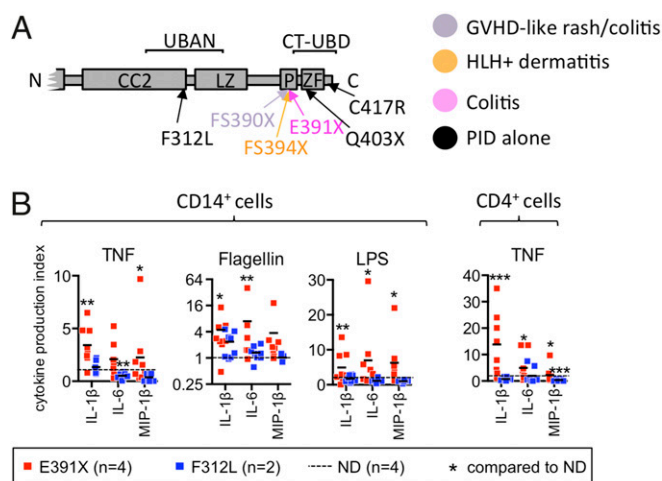 A
UBAN
CT-UBD
N
CC2
LZ
P
ZF
C
C417R
F312L
FS390X
E391X
Q403X
FS394X
GVHD-like rash/colitis
HLH+ dermatitis
Colitis
PID alone
B
CD14+ cells
CD4+ cells
cytokine production index
TNF
10
5
0
**
**
*
IL-1β
IL-6
MIP-1β
Flagellin
64
16
4
1
0.25
*
**
IL-1β
IL-6
MIP-1β
LPS
30
20
10
0
**
*
*
IL-1β
IL-6
MIP-1β
TNF
40
30
20
10
0
***
*
*
***
IL-1β
IL-6
MIP-1β
E391X (n=4) F312L (n=2) ND (n=4) * compared to ND